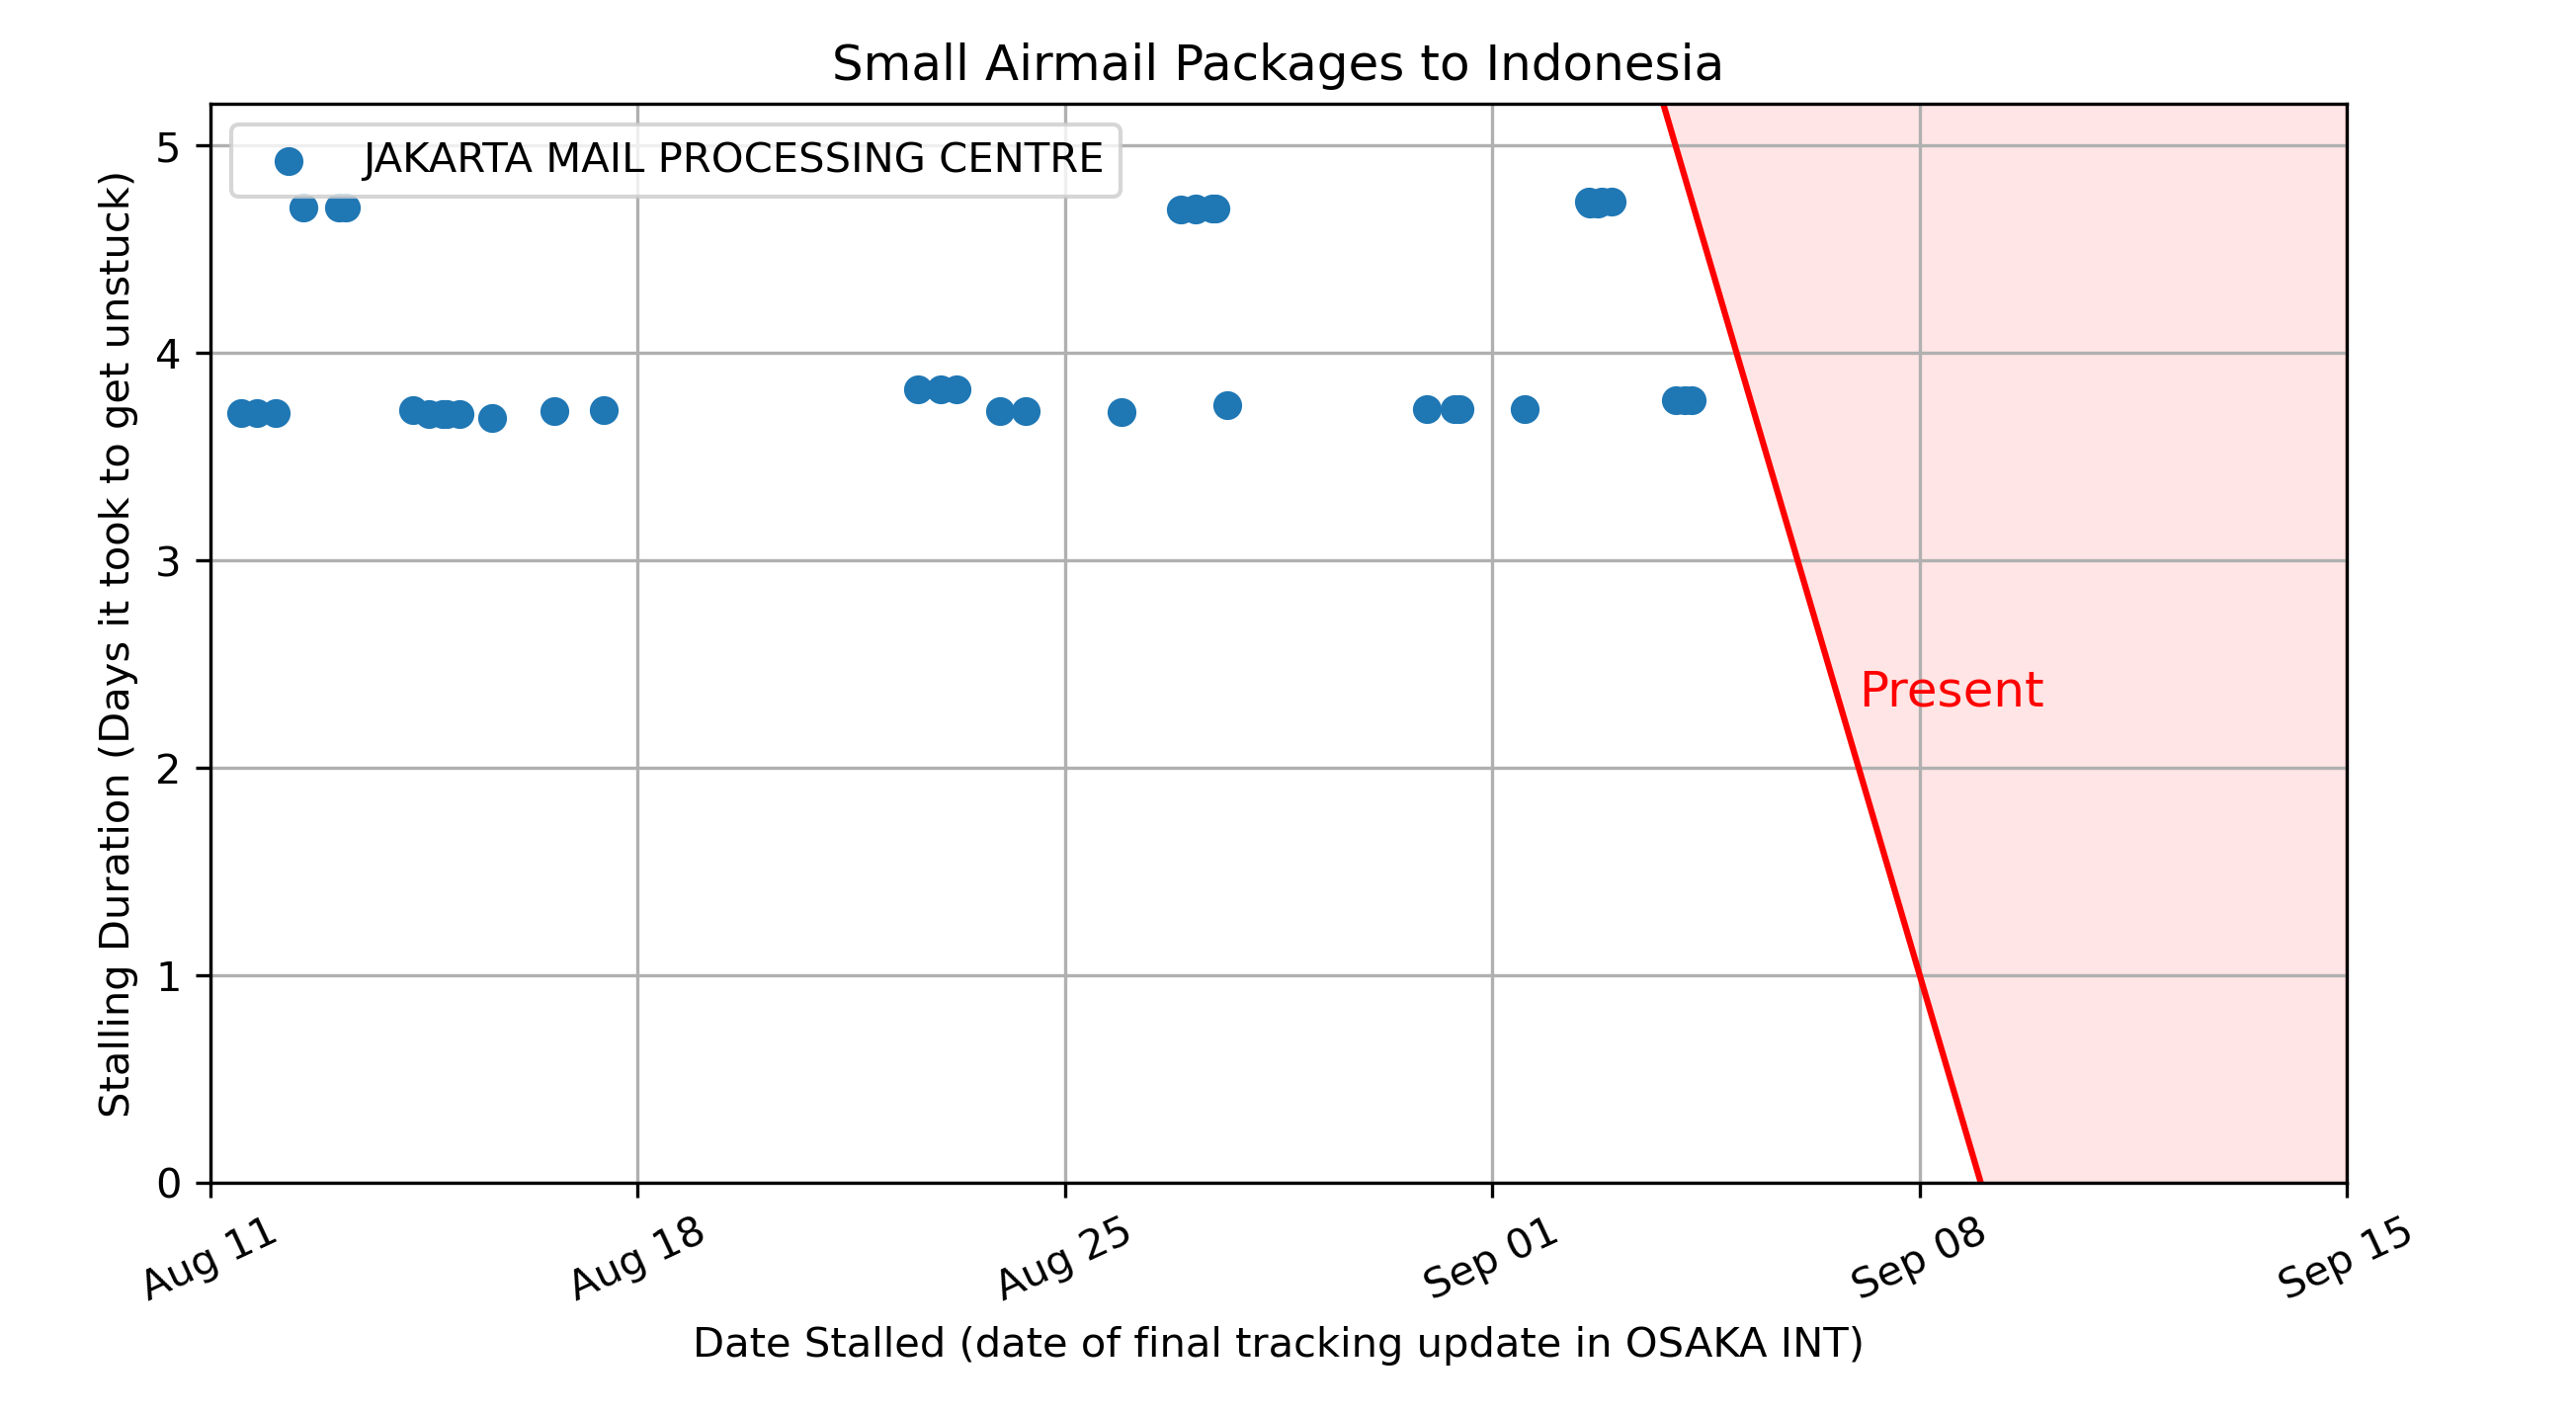 Small Airmail Packages to Indonesia
JAKARTA MAIL PROCESSING CENTRE
Stalling Duration (Days it took to get unstuck)
5
4
3
2
1
0
Present
Aug 11
Aug 18
Aug 25
Sep 01
Sep 08
Sep 15
Date Stalled (date of final tracking update in OSAKA INT)